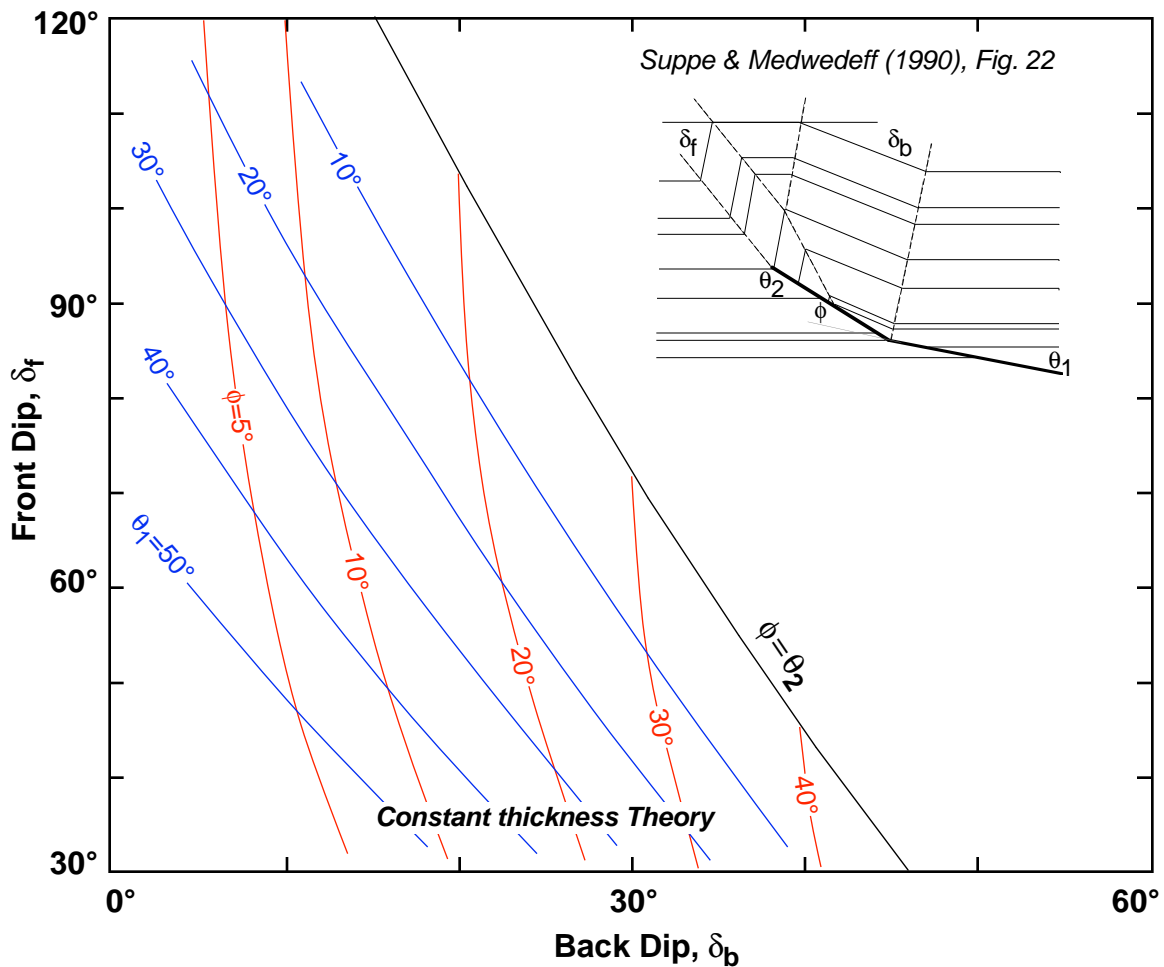 120°
Suppe & Medwedeff (1990), Fig. 22
δf
δb
θ2
ϕ
θ1
30°
20°
10°
90°
40°
ϕ=5°
Front Dip, δf
θ1=50°
10°
60°
20°
ϕ=θ2
30°
40°
Constant thickness Theory
30°
0°
30°
60°
Back Dip, δb